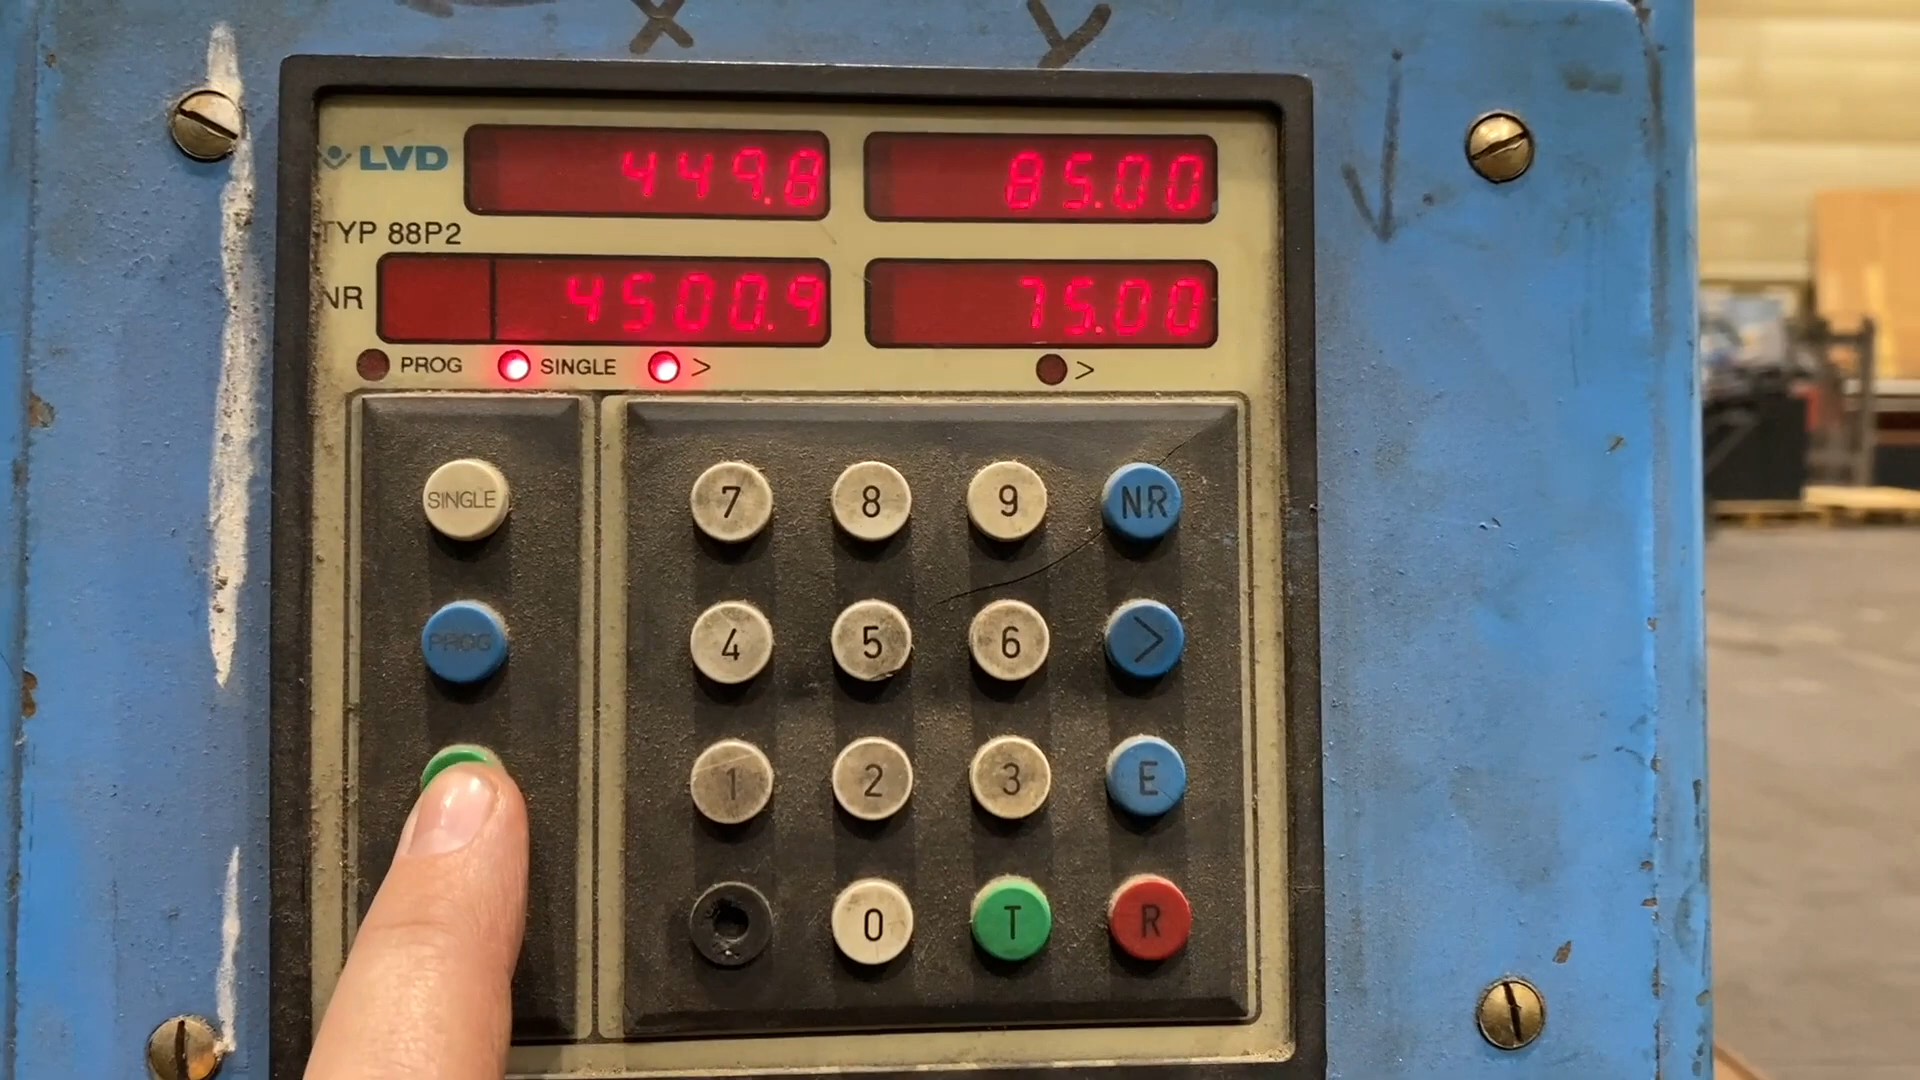 X Y
LVD 449.8 85.00
TYP 88P2
NR 4500.9 75.00
PROG SINGLE > >
SINGLE 7 8 9 NR
PROG 4 5 6 >
1 2 3 E
0 T R